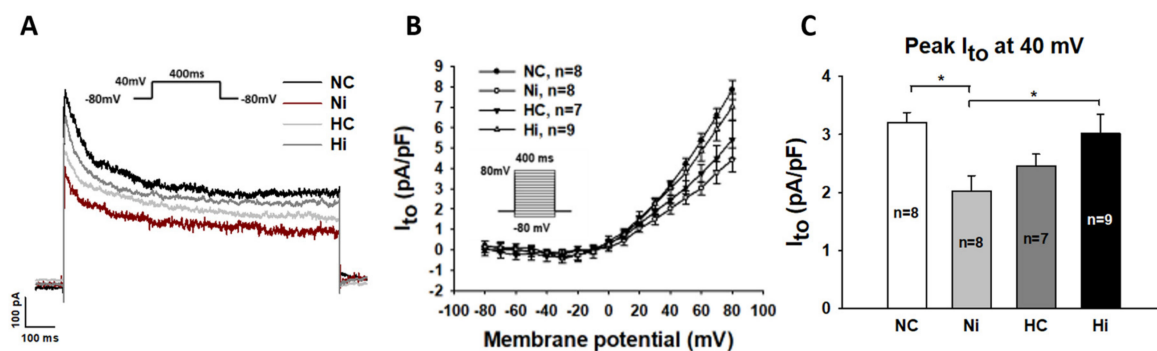 A
40mV
400ms
-80mV
-80mV
NC
Ni
HC
Hi
100 pA
100 ms
B
Ito (pA/pF)
9
8
7
6
5
4
3
2
1
0
-1
-2
NC, n=8
Ni, n=8
HC, n=7
Hi, n=9
400 ms
80mV
-80 mV
-100 -80 -60 -40 -20 0 20 40 60 80 100
Membrane potential (mV)
C
Peak Ito at 40 mV
Ito (pA/pF)
4
3
2
1
0
*
*
n=8
n=8
n=7
n=9
NC Ni HC Hi